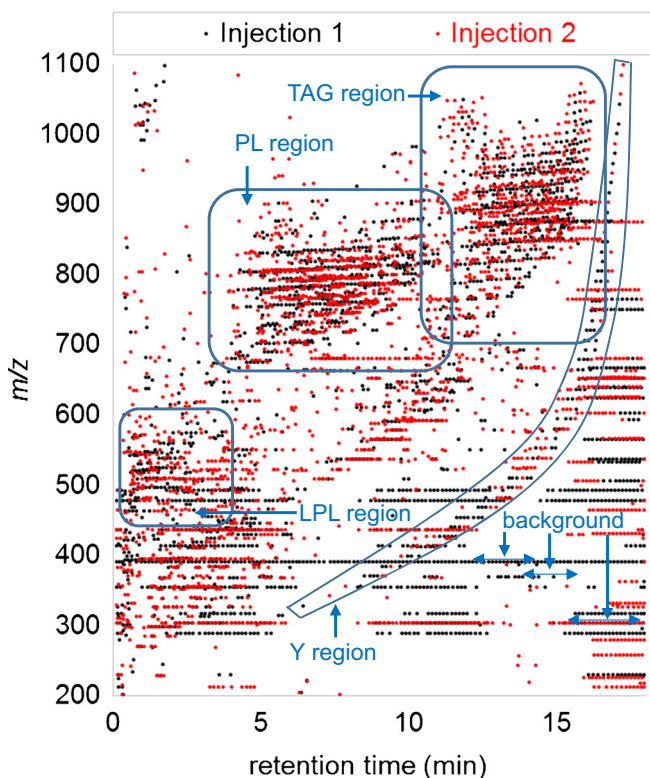 • Injection 1 • Injection 2
1100
1000
900
800
700
600
500
400
300
200
m/z
TAG region
PL region
LPL region
background
Y region
0 5 10 15
retention time (min)